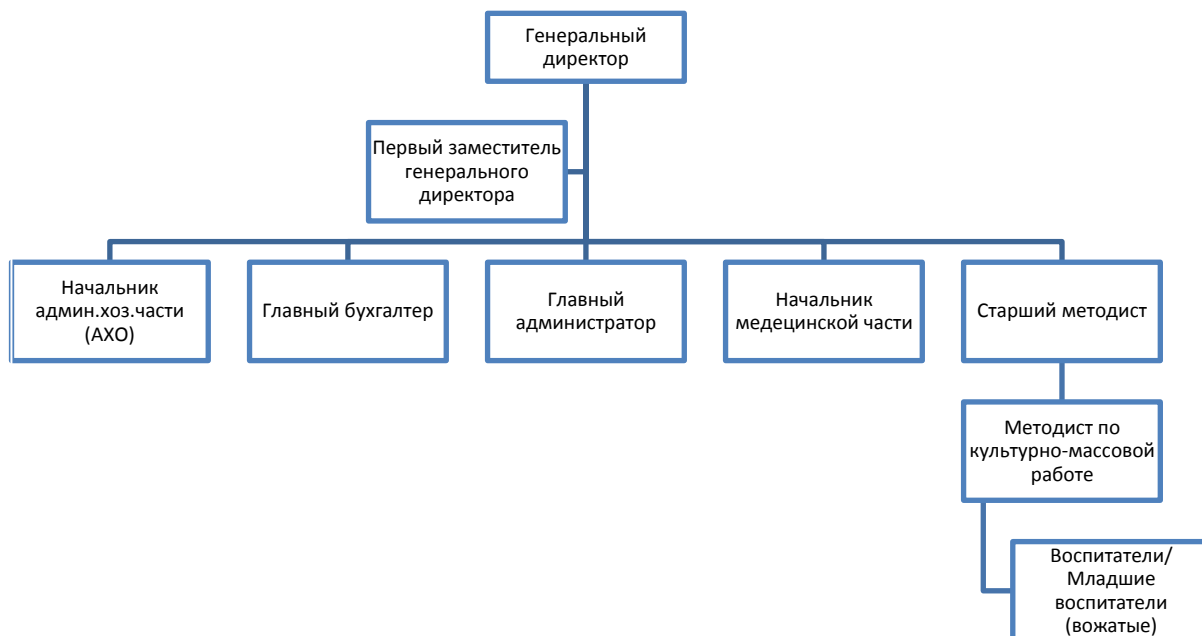 Генеральный
директор
Первый заместитель
генерального
директора
Начальник
админ.хоз.части
(АХО)
Главный бухгалтер
Главный
администратор
Начальник
медецинской части
Старший методист
Методист по
культурно-массовой
работе
Воспитатели/
Младшие
воспитатели
(вожатые)